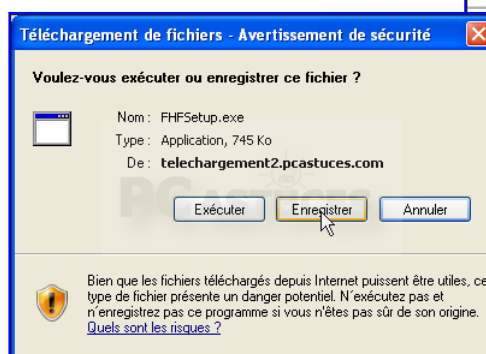 Téléchargement de fichiers - Avertissement de sécurité
Voulez-vous exécuter ou enregistrer ce fichier ?
Nom : FHFSetup.exe
Type : Application, 745 Ko
De : telechargement2.pcastuces.com
PC ASTUCES
Exécuter Enregistrer Annuler
Bien que les fichiers téléchargés depuis Internet puissent être utiles, ce
type de fichier présente un danger potentiel. N'exécutez pas et
n'enregistrez pas ce programme si vous n'êtes pas sûr de son origine.
Quels sont les risques ?